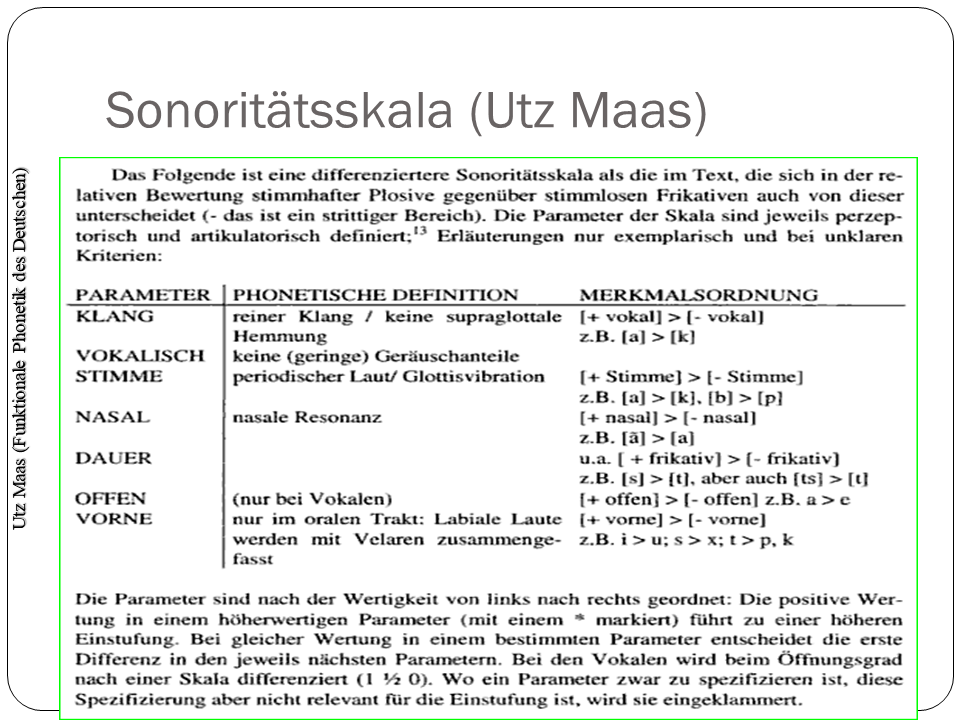 Sonoritätsskala (Utz Maas)
Utz Maas (Funktionale Phonetik des Deutschen)
Das Folgende ist eine differenziertere Sonoritätsskala als die im Text, die sich in der re-
lativen Bewertung stimmhafter Plosive gegenüber stimmlosen Frikativen auch von dieser
unterscheidet (- das ist ein strittiger Bereich). Die Parameter der Skala sind jeweils perzep-
torisch und artikulatorisch definiert;13 Erläuterungen nur exemplarisch und bei unklaren
Kriterien:
PARAMETER PHONETISCHE DEFINITION MERKMALSORDNUNG
KLANG reiner Klang / keine supraglottale [+ vokal] > [- vokal]
Hemmung z.B. [a] > [k]
VOKALISCH keine (geringe) Geräuschanteile
STIMME periodischer Laut/ Glottisvibration [+ Stimme] > [- Stimme]
z.B. [a] > [k], [b] > [p]
NASAL nasale Resonanz [+ nasal] > [- nasal]
z.B. [ã] > [a]
DAUER u.a. [ + frikativ] > [- frikativ]
z.B. [s] > [t], aber auch [ts] > [t]
OFFEN (nur bei Vokalen) [+ offen] > [- offen] z.B. a > e
VORNE nur im oralen Trakt: Labiale Laute [+ vorne] > [- vorne]
werden mit Velaren zusammenge- z.B. i > u; s > x; t > p, k
fasst
Die Parameter sind nach der Wertigkeit von links nach rechts geordnet: Die positive Wer-
tung in einem höherwertigen Parameter (mit einem * markiert) führt zu einer höheren
Einstufung. Bei gleicher Wertung in einem bestimmten Parameter entscheidet die erste
Differenz in den jeweils nächsten Parametern. Bei den Vokalen wird beim Öffnungsgrad
nach einer Skala differenziert (1 ½ 0). Wo ein Parameter zwar zu spezifizieren ist, diese
Spezifizierung aber nicht relevant für die Einstufung ist, wird sie eingeklammert.